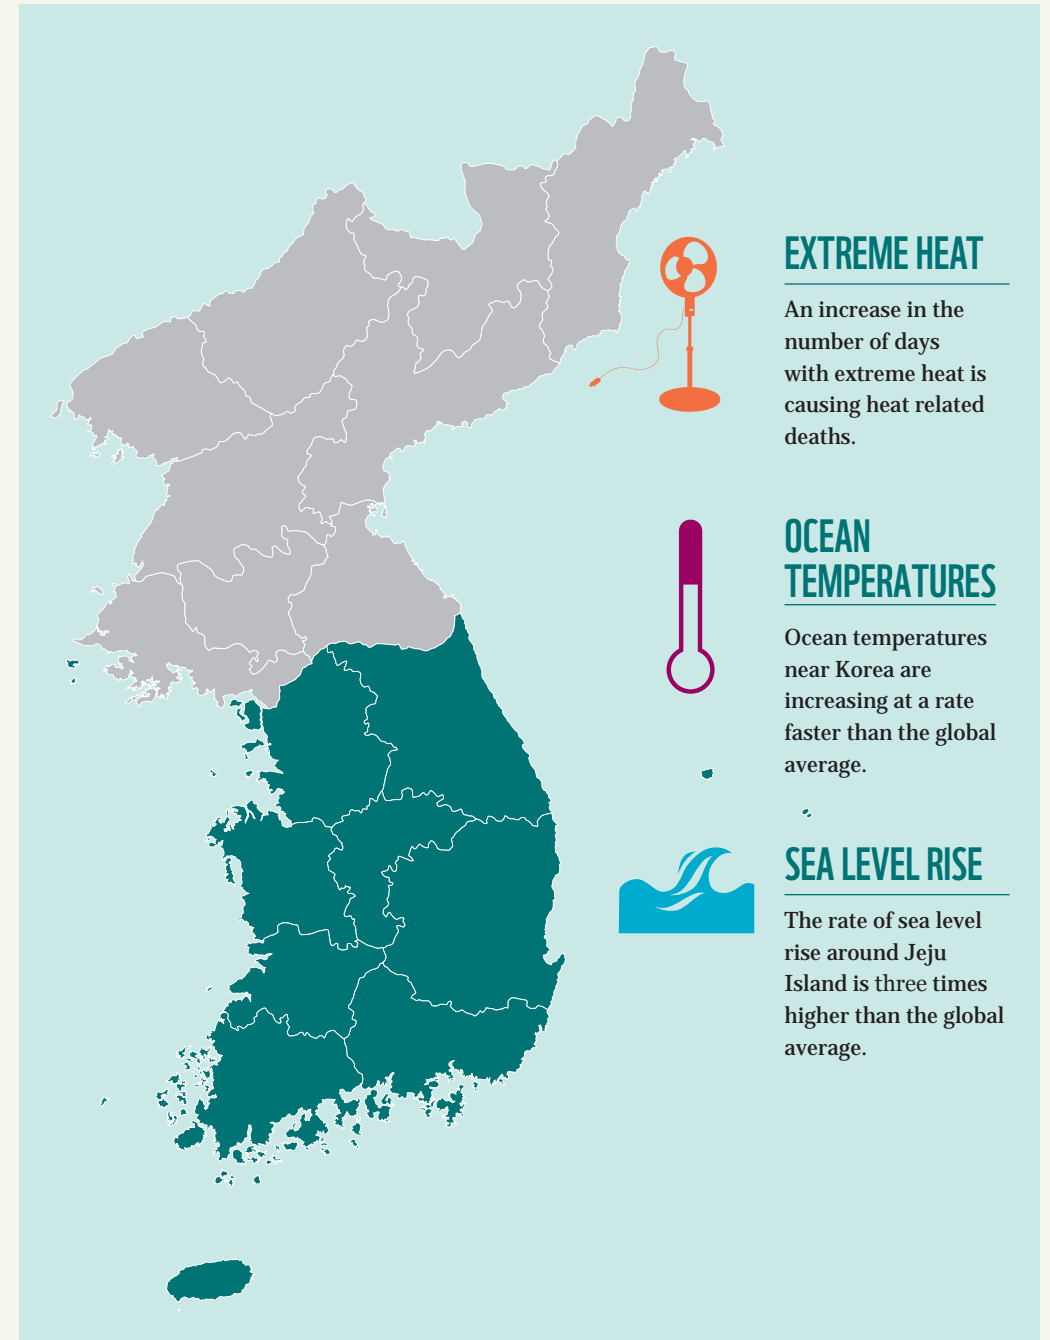 EXTREME HEAT
An increase in the
number of days
with extreme heat is
causing heat related
deaths.
OCEAN
TEMPERATURES
Ocean temperatures
near Korea are
increasing at a rate
faster than the global
average.
SEA LEVEL RISE
The rate of sea level
rise around Jeju
Island is three times
higher than the global
average.